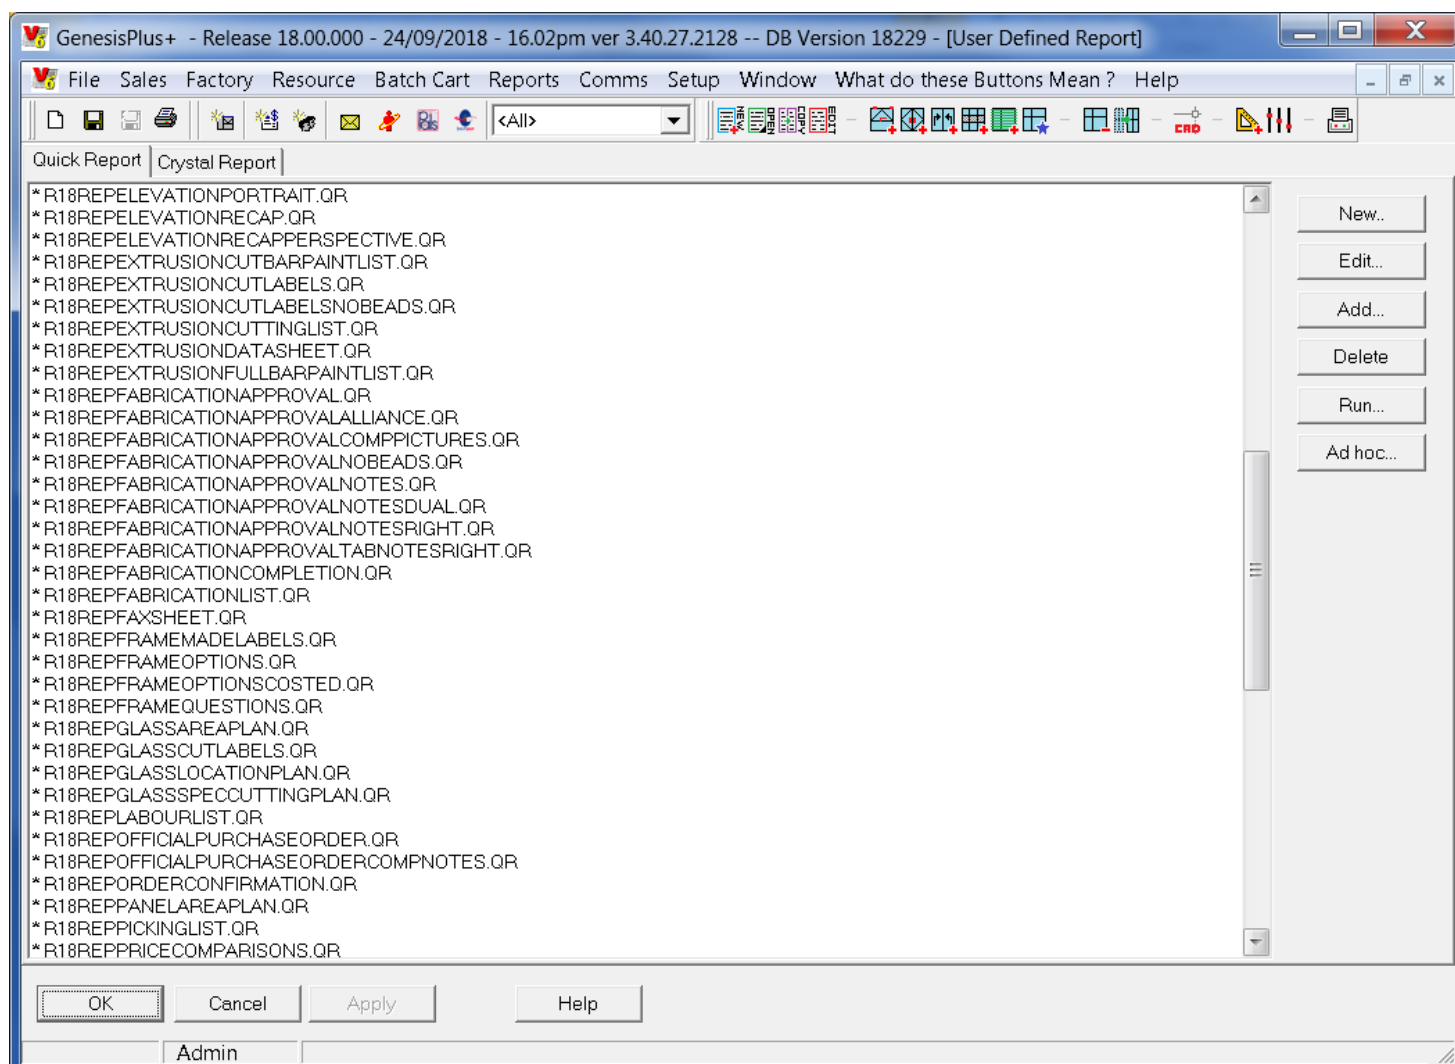 GenesisPlus+ - Release 18.00.000 - 24/09/2018 - 16.02pm ver 3.40.27.2128 -- DB Version 18229 - [User Defined Report]
File Sales Factory Resource Batch Cart Reports Comms Setup Window What do these Buttons Mean ? Help
<All>
Quick Report Crystal Report
* R18REPELEVATIONPORTRAIT.QR
* R18REPELEVATIONRECAP.QR
* R18REPELEVATIONRECAPPERSPECTIVE.QR
* R18REPEXTRUSIONCUTBARPAINTLIST.QR
* R18REPEXTRUSIONCUTLABELS.QR
* R18REPEXTRUSIONCUTLABELSNOBEADS.QR
* R18REPEXTRUSIONCUTTINGLIST.QR
* R18REPEXTRUSIONDATASHEET.QR
* R18REPEXTRUSIONFULLBARPAINTLIST.QR
* R18REPFABRICATIONAPPROVAL.QR
* R18REPFABRICATIONAPPROVALALLIANCE.QR
* R18REPFABRICATIONAPPROVALCOMPPICTURES.QR
* R18REPFABRICATIONAPPROVALNOBEADS.QR
* R18REPFABRICATIONAPPROVALNOTES.QR
* R18REPFABRICATIONAPPROVALNOTESDUAL.QR
* R18REPFABRICATIONAPPROVALNOTESRIGHT.QR
* R18REPFABRICATIONAPPROVALTABNOTESRIGHT.QR
* R18REPFABRICATIONCOMPLETION.QR
* R18REPFABRICATIONLIST.QR
* R18REPFAXSHEET.QR
* R18REPFRAMEMADELABELS.QR
* R18REPFRAMEOPTIONS.QR
* R18REPFRAMEOPTIONSCOSTED.QR
* R18REPFRAMEQUESTIONS.QR
* R18REPGLASSAREAPLAN.QR
* R18REPGLASSCUTLABELS.QR
* R18REPGLASSLOCATIONPLAN.QR
* R18REPGLASSSPECCUTTINGPLAN.QR
* R18REPLABOURLIST.QR
* R18REPOFFICIALPURCHASEORDER.QR
* R18REPOFFICIALPURCHASEORDERCOMPNOTES.QR
* R18REPORDERCONFIRMATION.QR
* R18REPPANELAREAPLAN.QR
* R18REPPICKINGLIST.QR
* R18REPPRICECOMPARISONS.QR
New..
Edit...
Add...
Delete
Run...
Ad hoc...
OK Cancel Apply Help
Admin